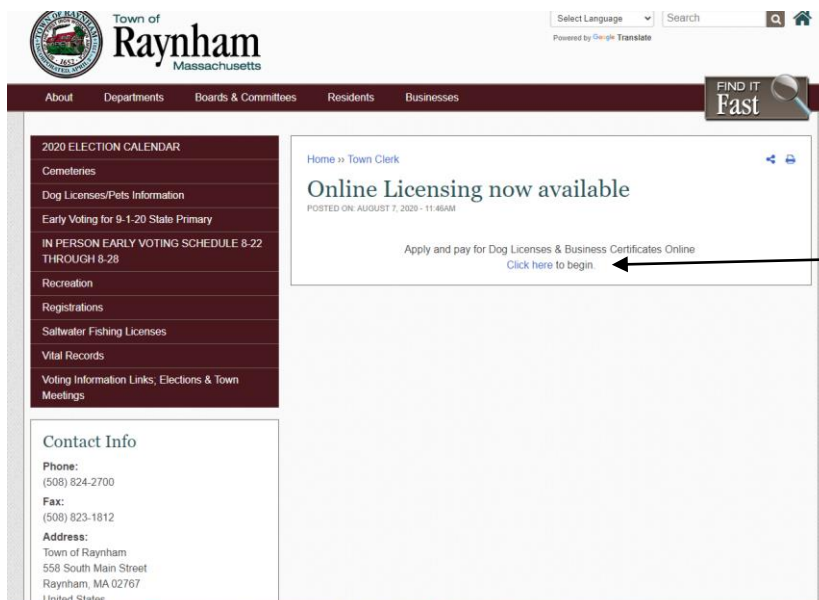 Town of
Raynham
Massachusetts
Select Language
Search
Powered by Google Translate
About Departments Boards & Committees Residents Businesses
FIND IT
Fast
2020 ELECTION CALENDAR
Cemeteries
Dog Licenses/Pets Information
Early Voting for 9-1-20 State Primary
IN PERSON EARLY VOTING SCHEDULE 8-22
THROUGH 8-28
Recreation
Registrations
Saltwater Fishing Licenses
Vital Records
Voting Information Links; Elections & Town
Meetings
Home » Town Clerk
Online Licensing now available
POSTED ON: AUGUST 7, 2020 - 11:46AM
Apply and pay for Dog Licenses & Business Certificates Online
Click here to begin.
Contact Info
Phone:
(508) 824-2700
Fax:
(508) 823-1812
Address:
Town of Raynham
558 South Main Street
Raynham, MA 02767
United States